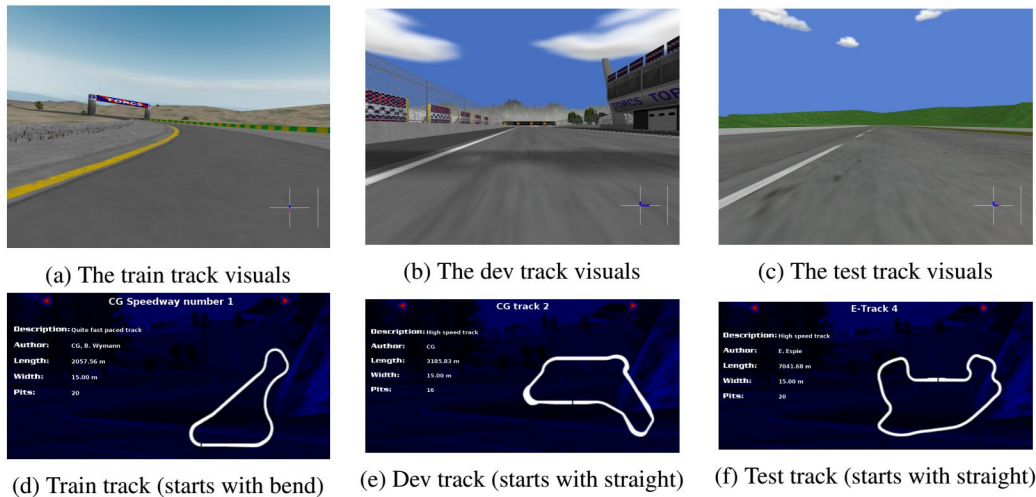 TORCS
TORCS TOR
(a) The train track visuals
(b) The dev track visuals
(c) The test track visuals
CG Speedway number 1
Description: Quite fast paced track
Author: CG, B. Wymann
Length: 2057.56 m
Width: 15.00 m
Pits: 20
CG track 2
Description: High speed track
Author: CG
Length: 3185.83 m
Width: 15.00 m
Pits: 16
E-Track 4
Description: High speed track
Author: E. Espie
Length: 7041.68 m
Width: 15.00 m
Pits: 20
(d) Train track (starts with bend)
(e) Dev track (starts with straight)
(f) Test track (starts with straight)